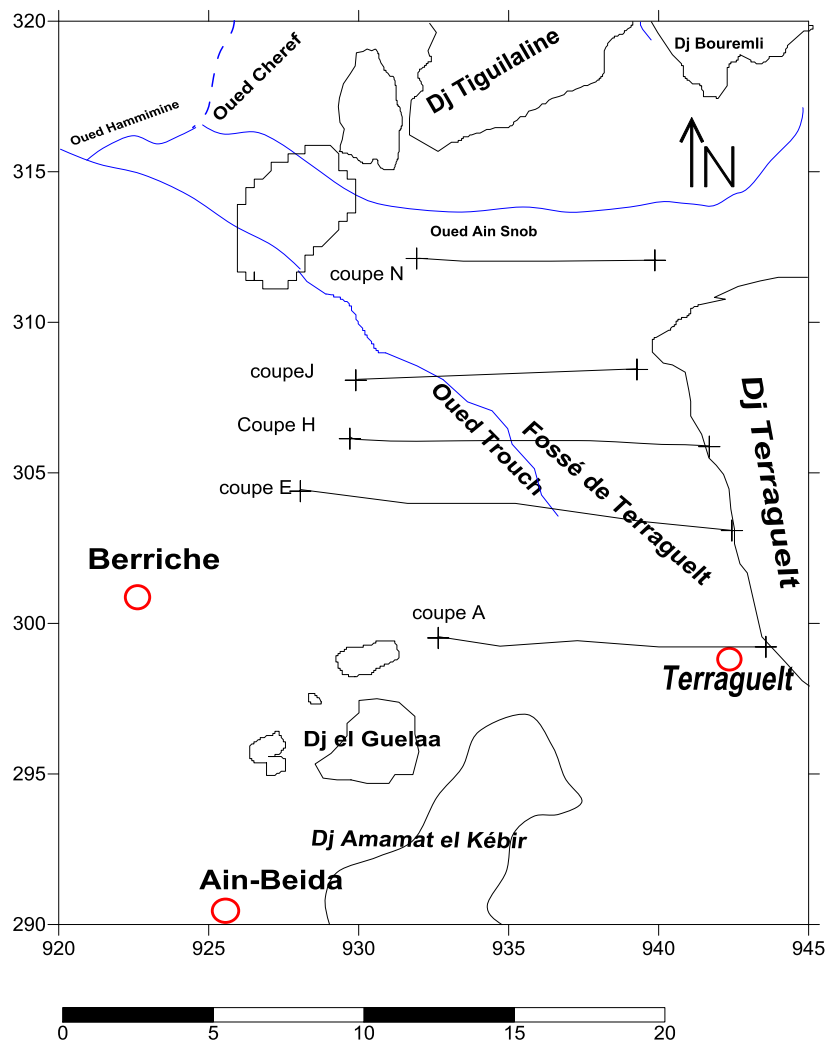 320
Oued Hammimine
Oued Cheref
Dj Tiguilaline
Dj Bouremli
315
N
Oued Ain Snob
coupe N
310
coupeJ
Oued Trouch
Fossé de Terraguelt
Dj Terraguelt
Coupe H
305
coupe E
Berriche
300
coupe A
Terraguelt
Dj el Guelaa
295
Dj Amamat el Kébir
Ain-Beida
290
920 925 930 935 940 945
0 5 10 15 20